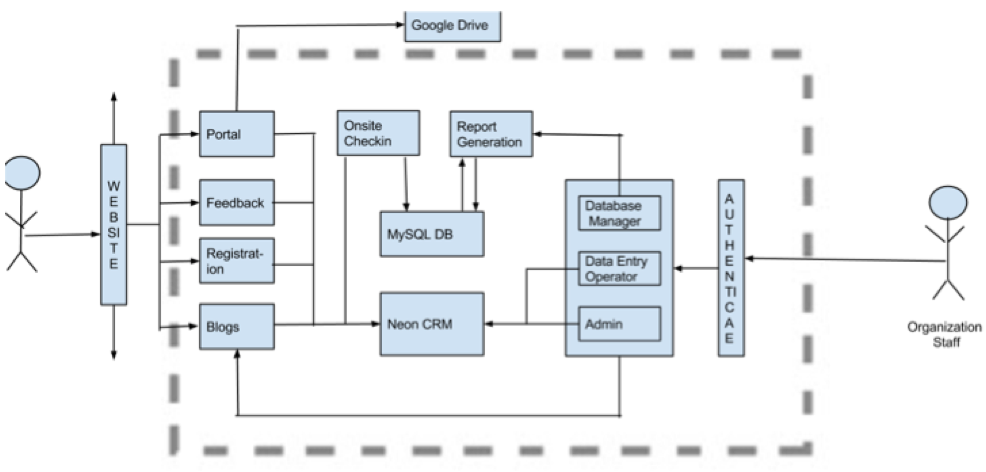 Google Drive
Portal
Onsite
Checkin
Report
Generation
W
E
B
SI
T
E
Feedback
Database
Manager
A
U
T
H
E
N
TI
C
A
E
MySQL DB
Registrat-
ion
Data Entry
Operator
Blogs
Neon CRM
Admin
Organization
Staff